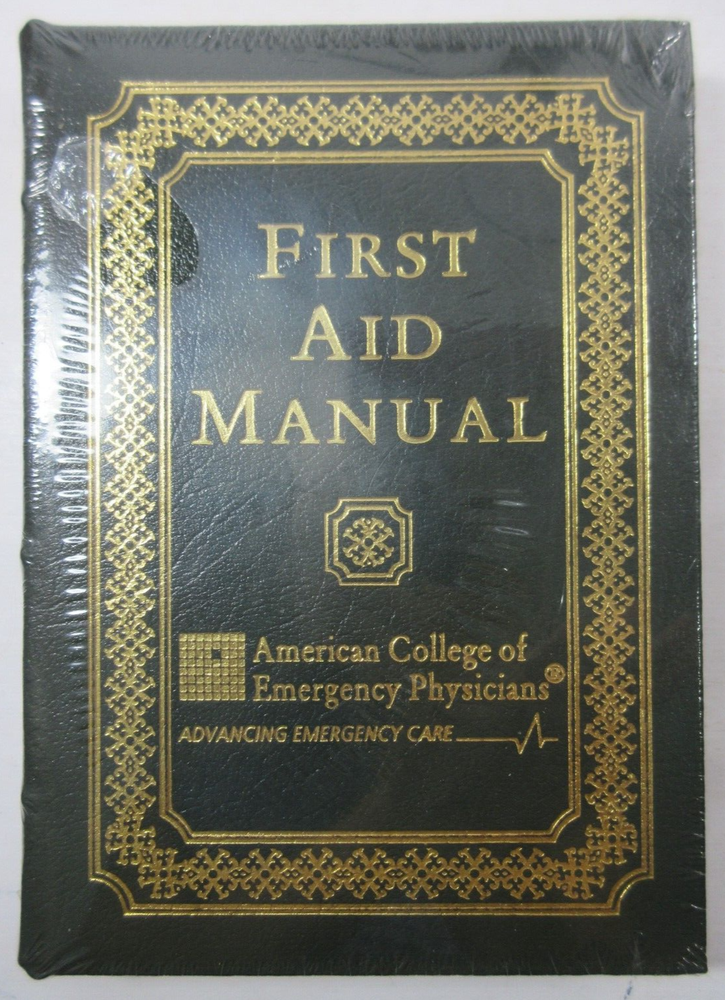 FIRST
AID
MANUAL
American College of
Emergency Physicians®
ADVANCING EMERGENCY CARE